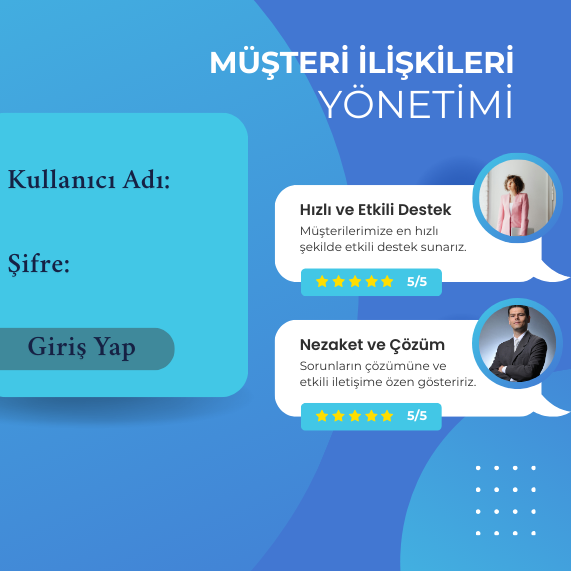 MÜŞTERİ İLİŞKİLERİ
YÖNETİMİ
Kullanıcı Adı:
Şifre:
Giriş Yap
Hızlı ve Etkili Destek
Müşterilerimize en hızlı
şekilde etkili destek sunarız.
5/5
Nezaket ve Çözüm
Sorunların çözümüne ve
etkili iletişime özen gösteririz.
5/5